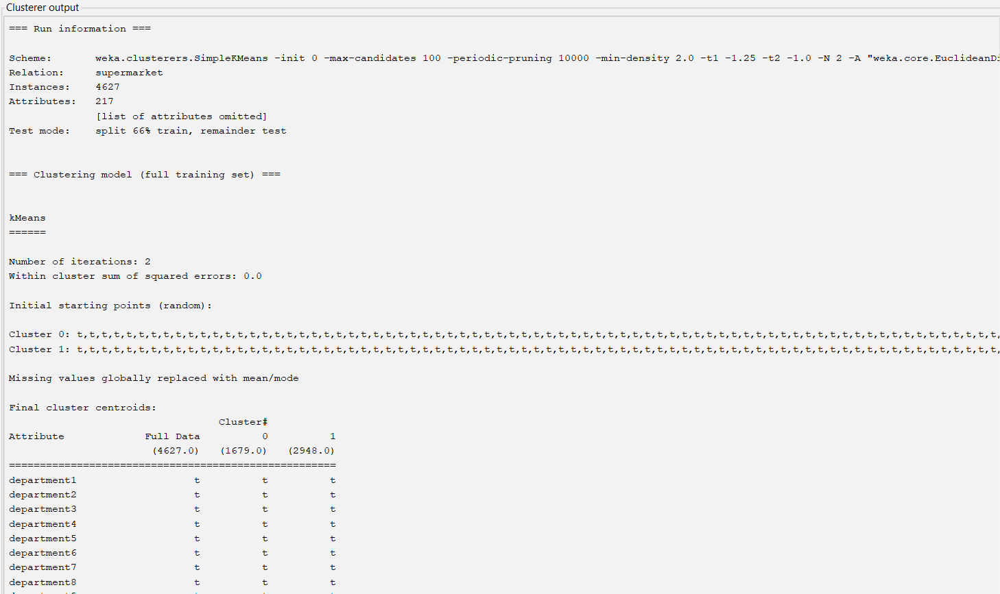 Clusterer output
=== Run information ===
Scheme:       weka.clusterers.SimpleKMeans -init 0 -max-candidates 100 -periodic-pruning 10000 -min-density 2.0 -t1 -1.25 -t2 -1.0 -N 2 -A "weka.core.EuclideanDi
Relation:     supermarket
Instances:    4627
Attributes:   217
              [list of attributes omitted]
Test mode:    split 66% train, remainder test
=== Clustering model (full training set) ===
kMeans
======
Number of iterations: 2
Within cluster sum of squared errors: 0.0
Initial starting points (random):
Cluster 0: t,t,t,t,t,t,t,t,t,t,t,t,t,t,t,t,t,t,t,t,t,t,t,t,t,t,t,t,t,t,t,t,t,t,t,t,t,t,t,t,t,t,t,t,t,t,t,t,t,t,t,t,t,t,t,t,t,t,t,t,t,t,t,t,t,t,t,t,t,t,t,t,t,t,t,
Cluster 1: t,t,t,t,t,t,t,t,t,t,t,t,t,t,t,t,t,t,t,t,t,t,t,t,t,t,t,t,t,t,t,t,t,t,t,t,t,t,t,t,t,t,t,t,t,t,t,t,t,t,t,t,t,t,t,t,t,t,t,t,t,t,t,t,t,t,t,t,t,t,t,t,t,t,t,
Missing values globally replaced with mean/mode
Final cluster centroids:
                                  Cluster#
Attribute             Full Data          0          1
                       (4627.0)   (1679.0)   (2948.0)
=====================================================
department1                   t          t          t
department2                   t          t          t
department3                   t          t          t
department4                   t          t          t
department5                   t          t          t
department6                   t          t          t
department7                   t          t          t
department8                   t          t          t